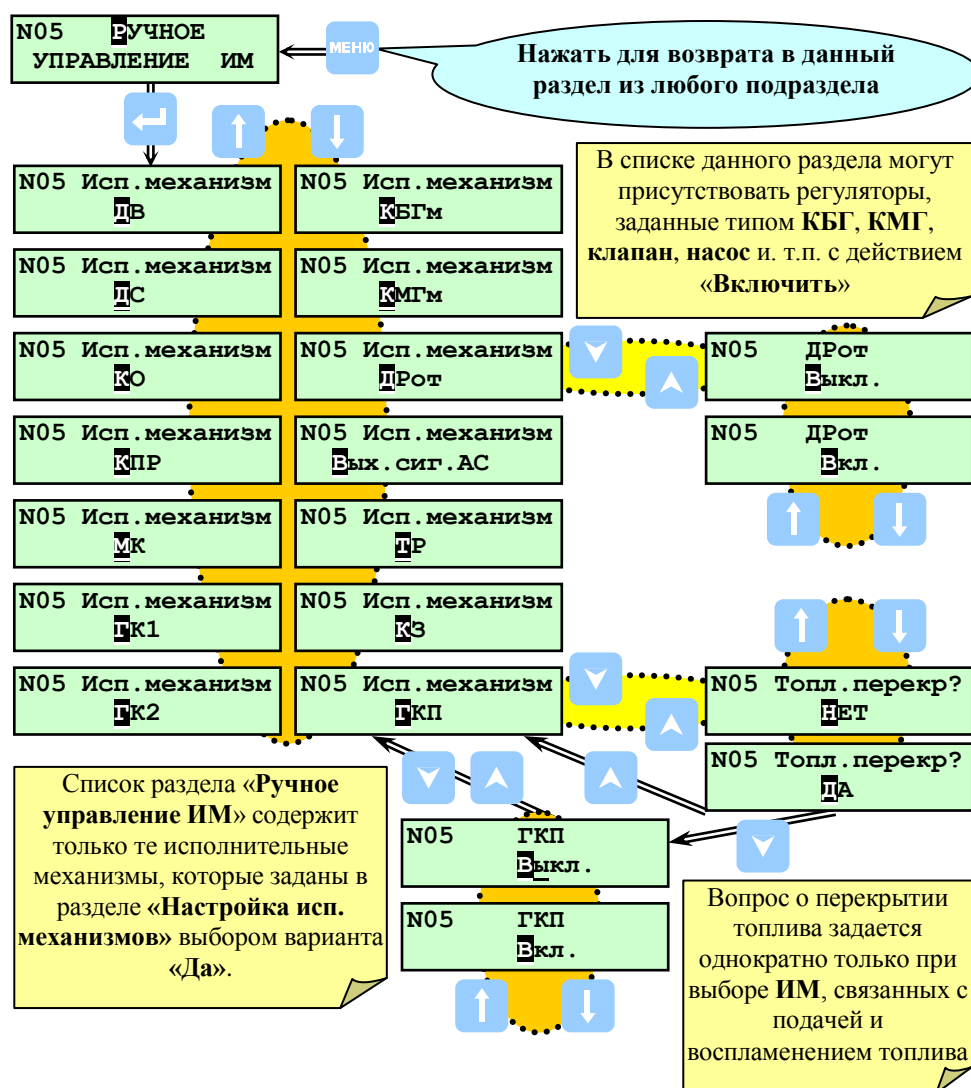 N05 РУЧНОЕ
УПРАВЛЕНИЕ ИМ
МЕНЮ
Нажать для возврата в данный
раздел из любого подраздела
N05 Исп.механизм
ДВ
N05 Исп.механизм
КБГм
В списке данного раздела могут
присутствовать регуляторы,
заданные типом КБГ, КМГ,
клапан, насос и. т.п. с действием
«Включить»
N05 Исп.механизм
ДС
N05 Исп.механизм
КМГм
N05 Исп.механизм
КО
N05 Исп.механизм
ДРот
N05 ДРот
Выкл.
N05 Исп.механизм
КПР
N05 Исп.механизм
Вых.сиг.АС
N05 ДРот
Вкл.
N05 Исп.механизм
МК
N05 Исп.механизм
ТР
N05 Исп.механизм
ГК1
N05 Исп.механизм
КЗ
N05 Исп.механизм
ГК2
N05 Исп.механизм
ГКП
N05 Топл.перекр?
НЕТ
N05 Топл.перекр?
ДА
Список раздела «Ручное
управление ИМ» содержит
только те исполнительные
механизмы, которые заданы в
разделе «Настройка исп.
механизмов» выбором варианта
«Да».
N05 ГКП
Выкл.
N05 ГКП
Вкл.
Вопрос о перекрытии
топлива задается
однократно только при
выборе ИМ, связанных с
подачей и
воспламенением топлива